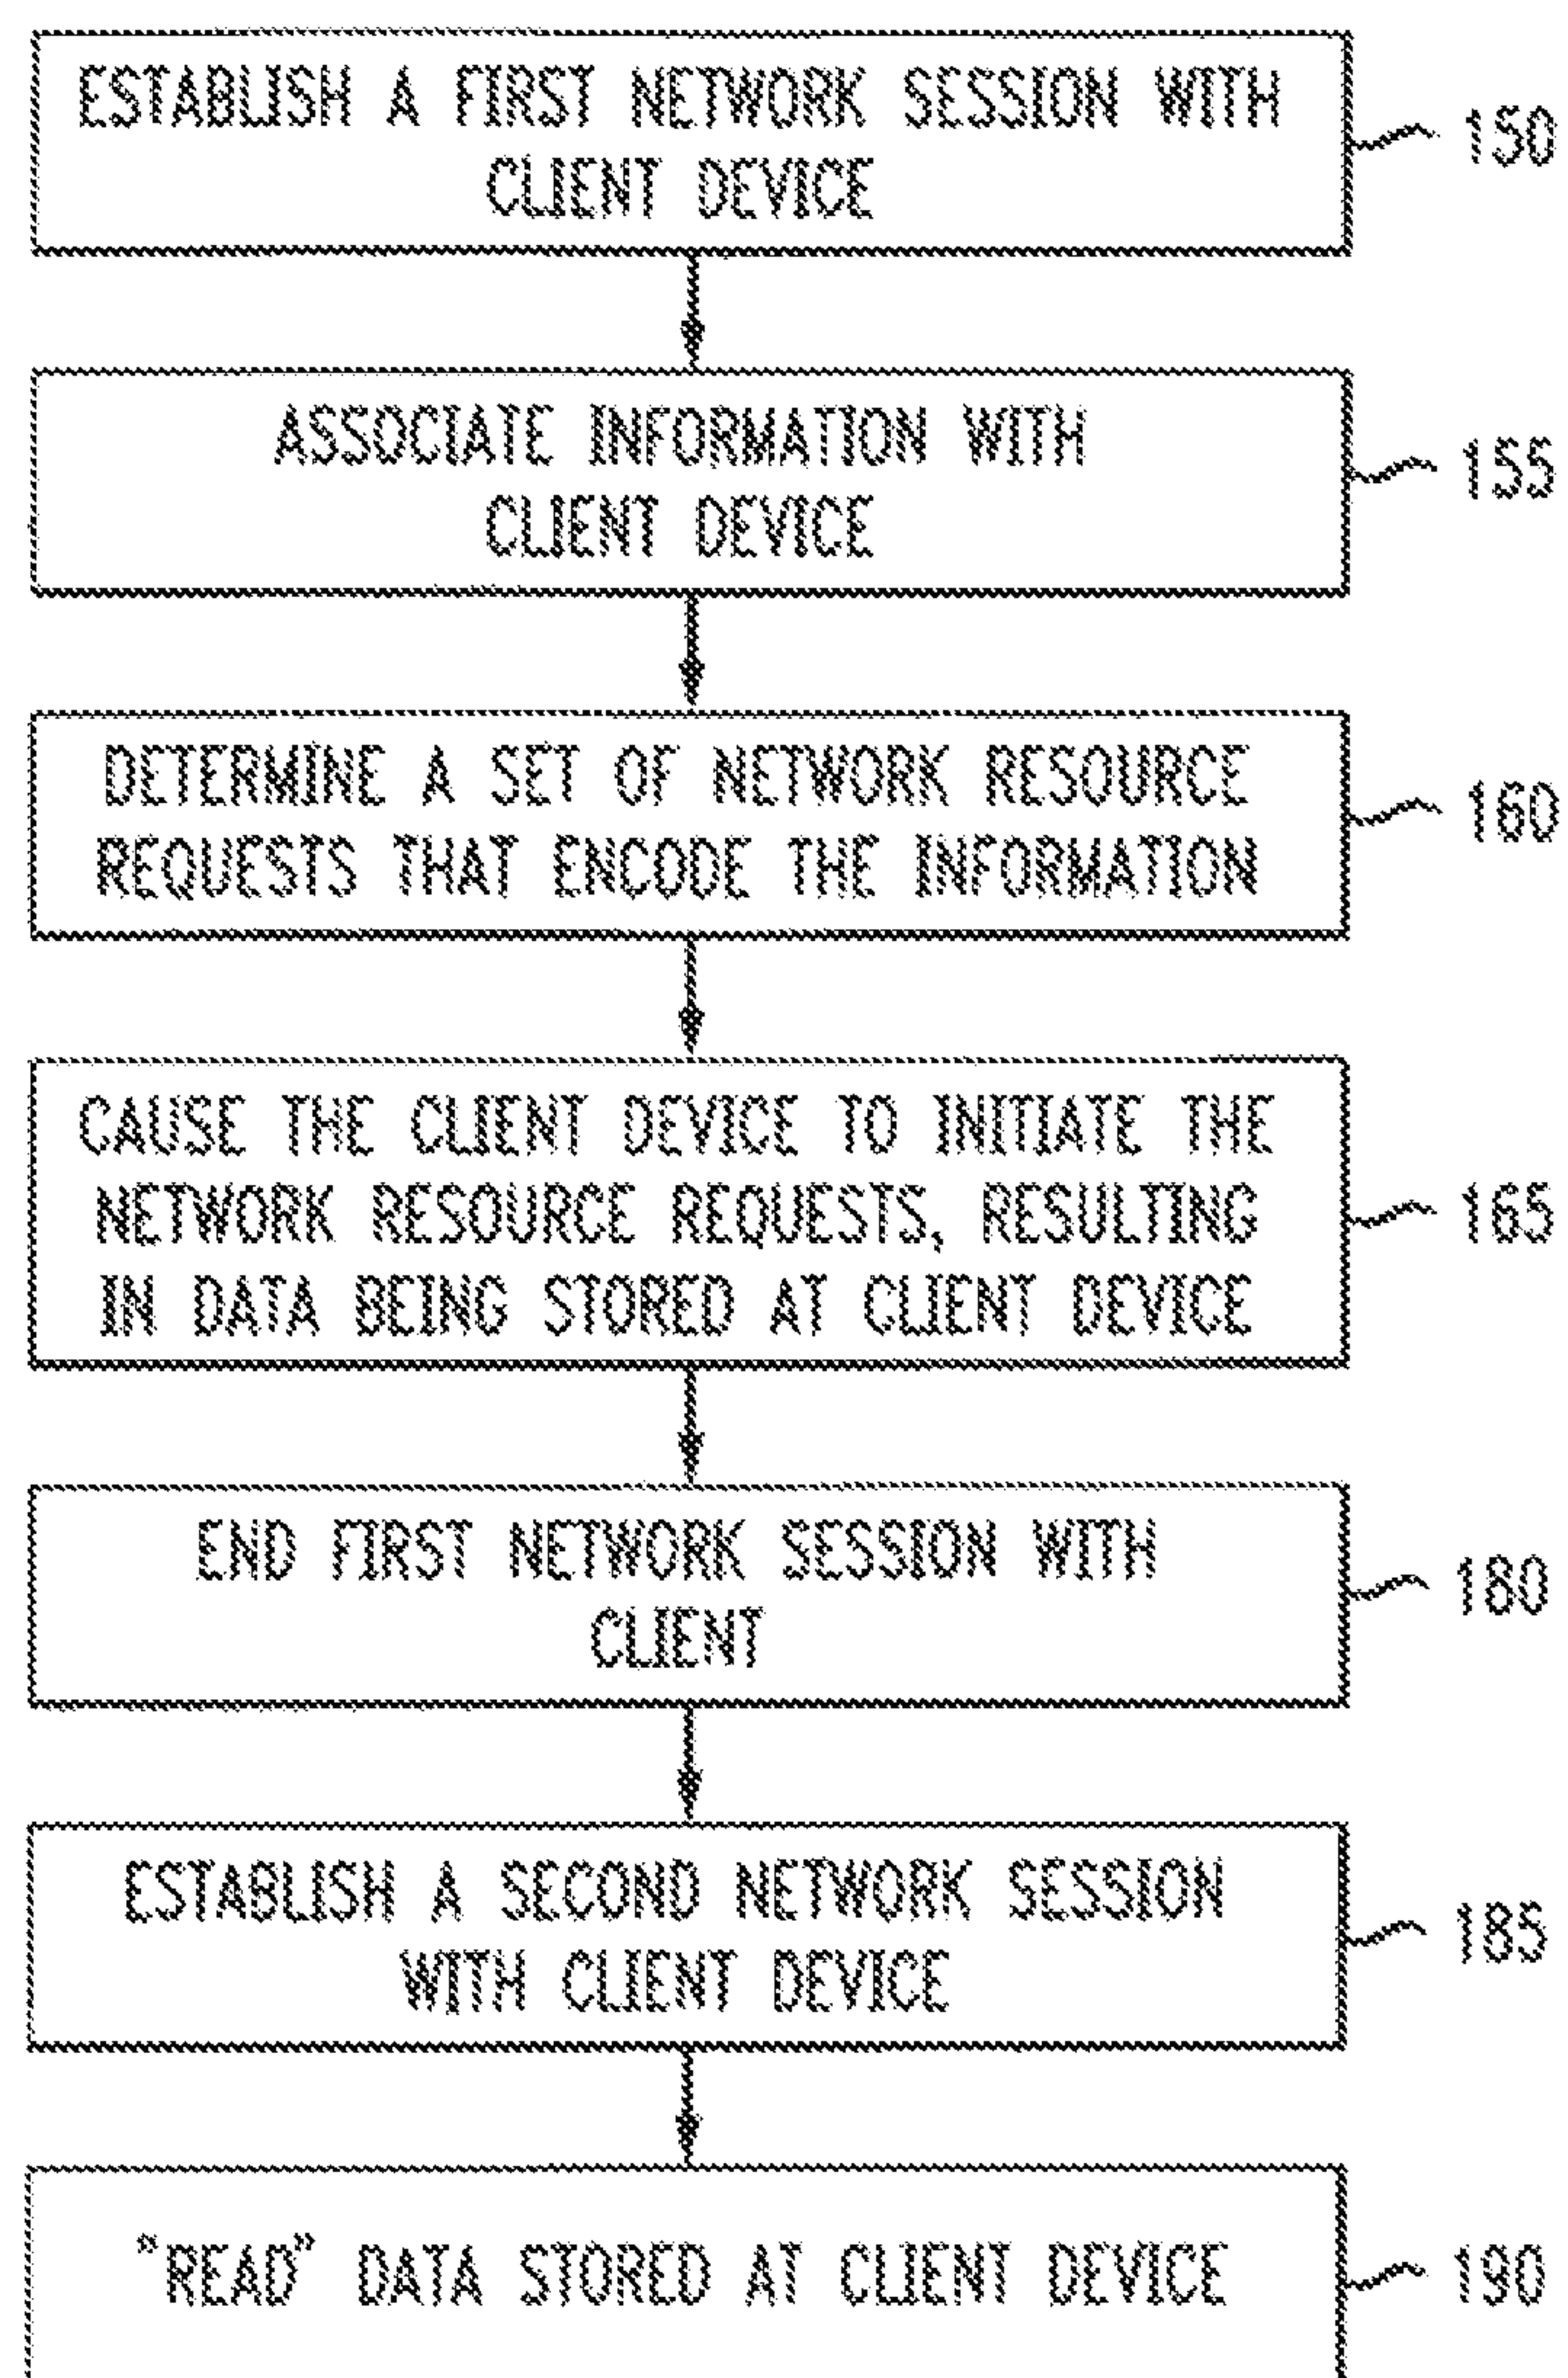 ESTABLISH A FIRST NETWORK SESSION WITH
CLIENT DEVICE
150
ASSOCIATE INFORMATION WITH
CLIENT DEVICE
155
DETERMINE A SET OF NETWORK RESOURCE
REQUESTS THAT ENCODE THE INFORMATION
160
CAUSE THE CLIENT DEVICE TO INITIATE THE
NETWORK RESOURCE REQUESTS, RESULTING
IN DATA BEING STORED AT CLIENT DEVICE
165
END FIRST NETWORK SESSION WITH
CLIENT
180
ESTABLISH A SECOND NETWORK SESSION
WITH CLIENT DEVICE
185
"READ" DATA STORED AT CLIENT DEVICE
190